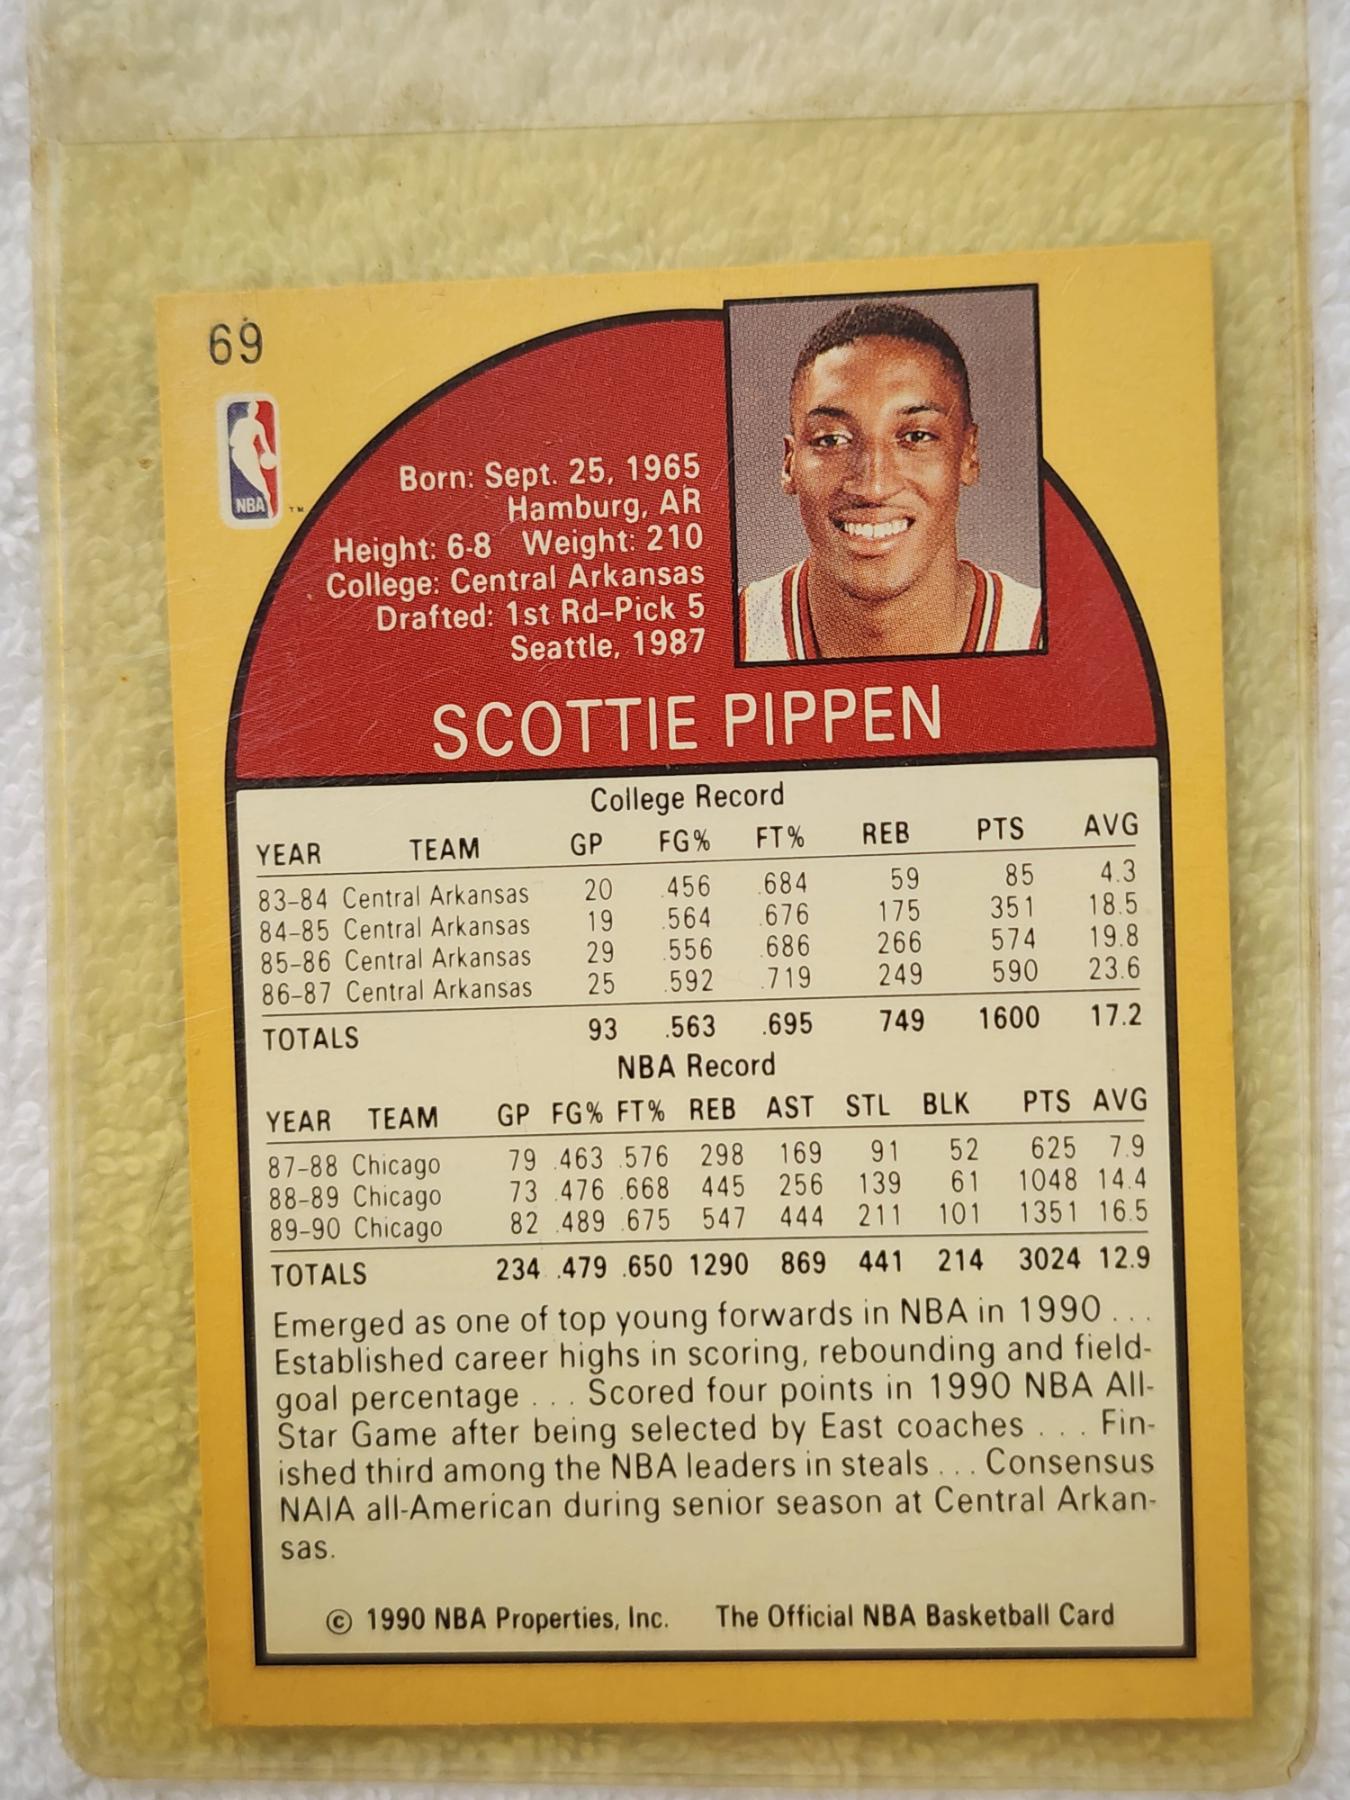 69
NBA
TM
Born: Sept. 25, 1965
Hamburg, AR
Height: 6-8 Weight: 210
College: Central Arkansas
Drafted: 1st Rd–Pick 5
Seattle, 1987
SCOTTIE PIPPEN
College Record
YEAR TEAM GP FG% FT% REB PTS AVG
83–84 Central Arkansas 20 .456 .684 59 85 4.3
84–85 Central Arkansas 19 .564 .676 175 351 18.5
85–86 Central Arkansas 29 .556 .686 266 574 19.8
86–87 Central Arkansas 25 .592 .719 249 590 23.6
TOTALS 93 .563 .695 749 1600 17.2
NBA Record
YEAR TEAM GP FG% FT% REB AST STL BLK PTS AVG
87–88 Chicago 79 .463 .576 298 169 91 52 625 7.9
88–89 Chicago 73 .476 .668 445 256 139 61 1048 14.4
89–90 Chicago 82 .489 .675 547 444 211 101 1351 16.5
TOTALS 234 .479 .650 1290 869 441 214 3024 12.9
Emerged as one of top young forwards in NBA in 1990 . . .
Established career highs in scoring, rebounding and field-
goal percentage . . . Scored four points in 1990 NBA All-
Star Game after being selected by East coaches . . . Fin-
ished third among the NBA leaders in steals . . . Consensus
NAIA all-American during senior season at Central Arkan-
sas.
© 1990 NBA Properties, Inc. The Official NBA Basketball Card